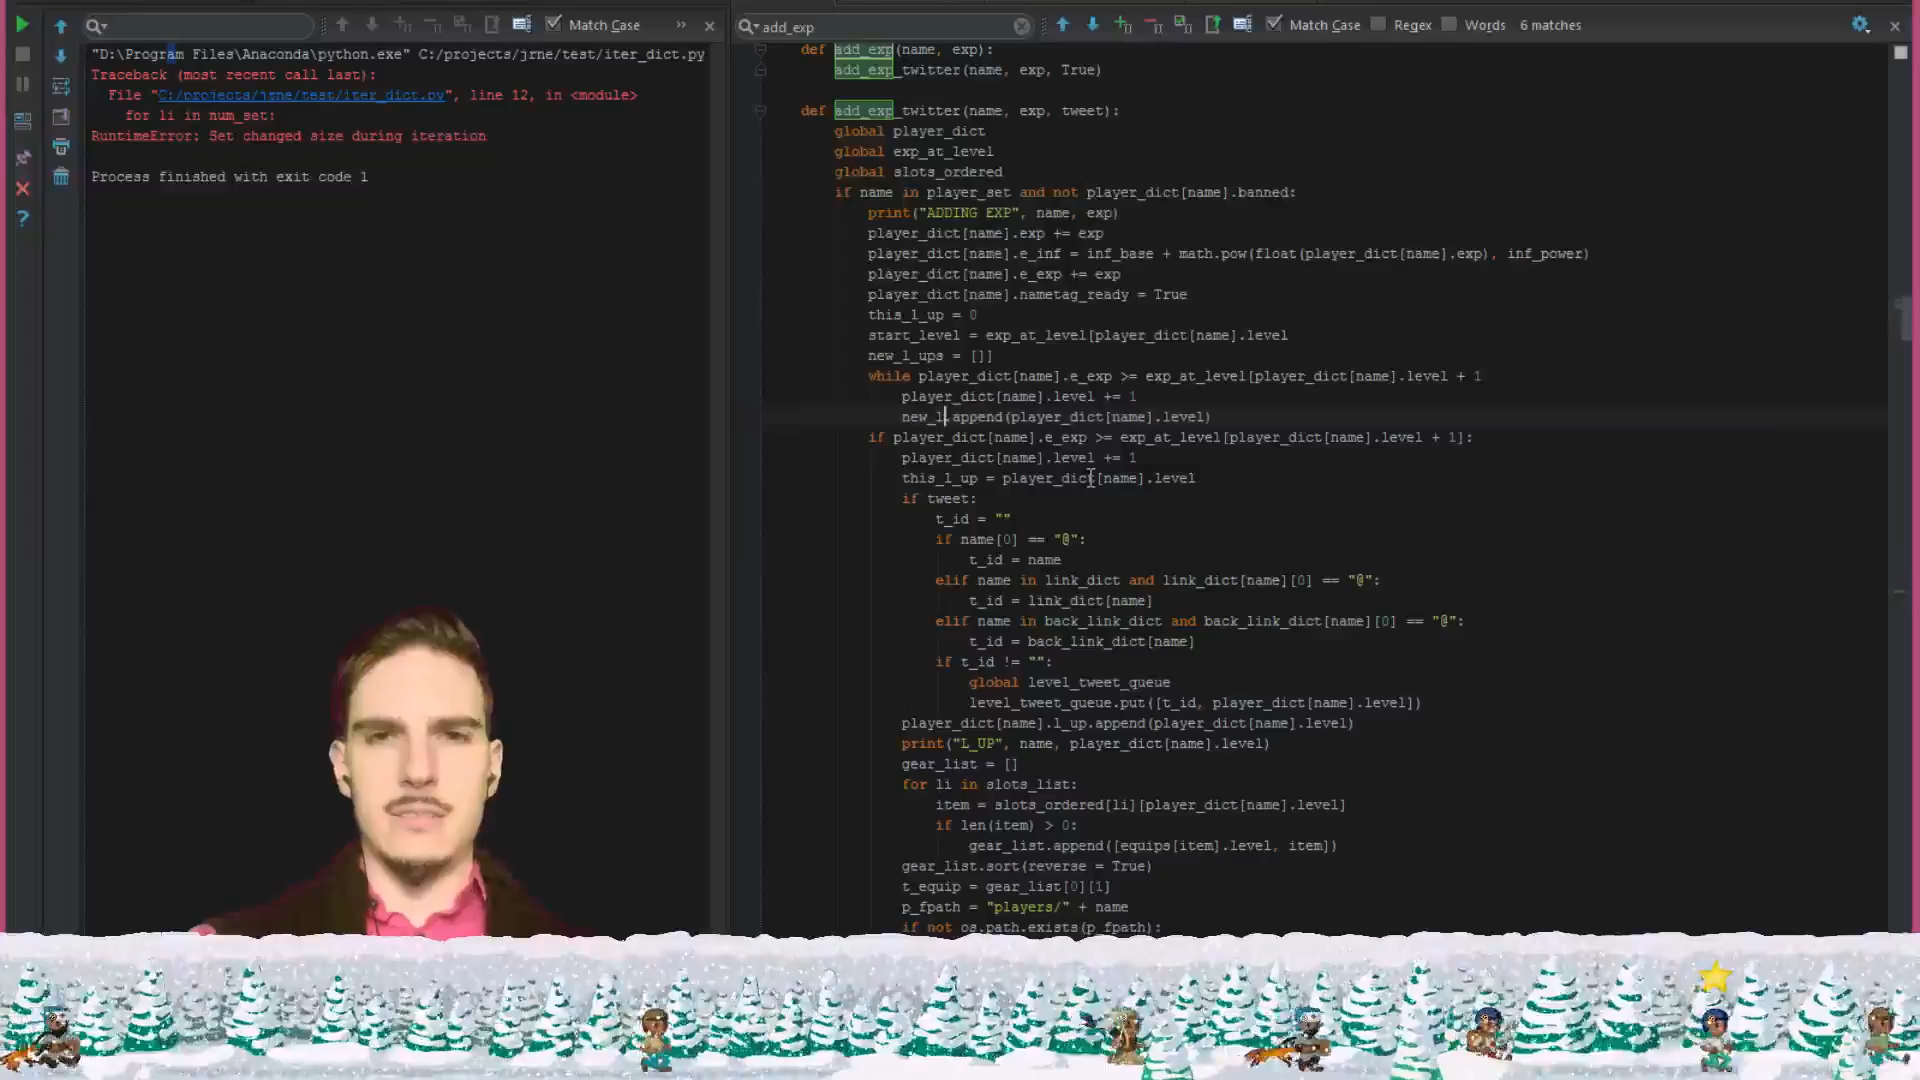 Match Case
"D:\Program Files\Anaconda\python.exe" C:/projects/jrne/test/iter_dict.py
Traceback (most recent call last):
File "C:/projects/jrne/test/iter_dict.py", line 12, in <module>
for li in num_set:
RuntimeError: Set changed size during iteration
Process finished with exit code 1
add_exp
Match Case
Regex
Words
6 matches
def add_exp(name, exp):
add_exp_twitter(name, exp, True)
def add_exp_twitter(name, exp, tweet):
global player_dict
global exp_at_level
global slots_ordered
if name in player_set and not player_dict[name].banned:
print("ADDING EXP", name, exp)
player_dict[name].exp += exp
player_dict[name].e_inf = inf_base + math.pow(float(player_dict[name].exp), inf_power)
player_dict[name].e_exp += exp
player_dict[name].nametag_ready = True
this_l_up = 0
start_level = exp_at_level[player_dict[name].level
new_l_ups = []]
while player_dict[name].e_exp >= exp_at_level[player_dict[name].level + 1
player_dict[name].level += 1
new_l.append(player_dict[name].level)
if player_dict[name].e_exp >= exp_at_level[player_dict[name].level + 1]:
player_dict[name].level += 1
this_l_up = player_dict[name].level
if tweet:
t_id = ""
if name[0] == "@":
t_id = name
elif name in link_dict and link_dict[name][0] == "@":
t_id = link_dict[name]
elif name in back_link_dict and back_link_dict[name][0] == "@":
t_id = back_link_dict[name]
if t_id != "":
global level_tweet_queue
level_tweet_queue.put([t_id, player_dict[name].level])
player_dict[name].l_up.append(player_dict[name].level)
print("L_UP", name, player_dict[name].level)
gear_list = []
for li in slots_list:
item = slots_ordered[li][player_dict[name].level]
if len(item) > 0:
gear_list.append([equips[item].level, item])
gear_list.sort(reverse = True)
t_equip = gear_list[0][1]
p_fpath = "players/" + name
if not os.path.exists(p_fpath):